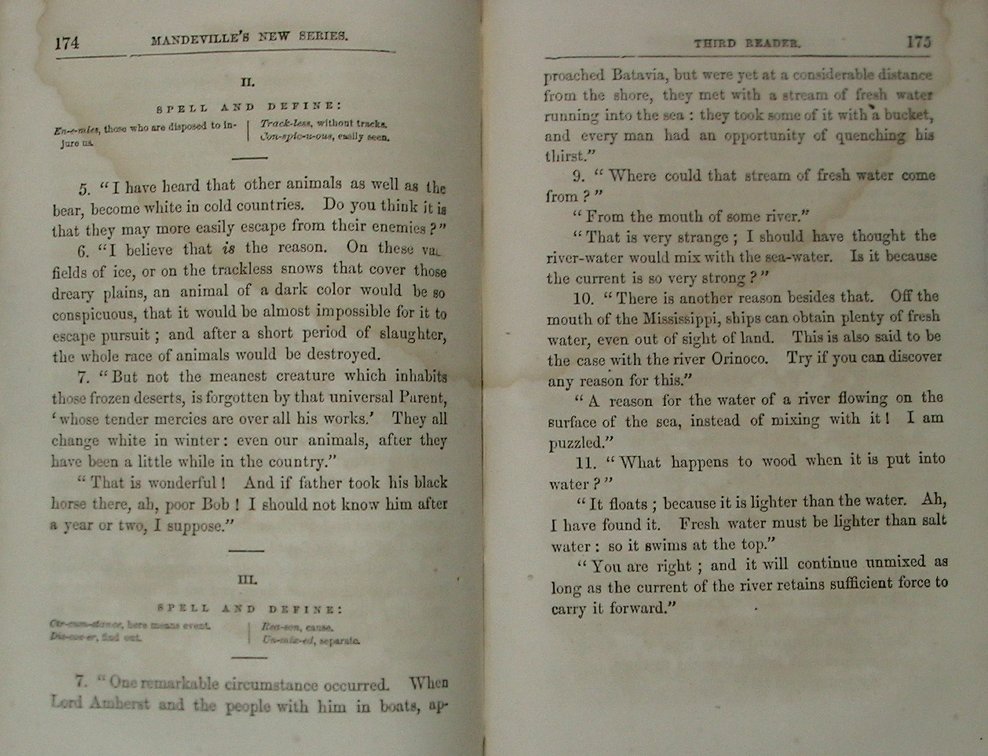 174 MANDEVILLE'S NEW SERIES.
II.
SPELL AND DEFINE:
En-e-mies, those who are disposed to in-
jure us.
Track-less, without tracks.
Con-spic-u-ous, easily seen.
5. "I have heard that other animals as well as the
bear, become white in cold countries. Do you think it is
that they may more easily escape from their enemies?"
6. "I believe that is the reason. On these
fields of ice, or on the trackless snows that cover those
dreary plains, an animal of a dark color would be so
conspicuous, that it would be almost impossible for it to
escape pursuit; and after a short period of slaughter,
the whole race of animals would be destroyed.
7. "But not the meanest creature which inhabits
those frozen deserts, is forgotten by that universal Parent,
'whose tender mercies are over all his works.' They all
change white in winter: even our animals, after they
have been a little while in the country."
"That is wonderful! And if father took his black
horse there, ah, poor Bob! I should not know him after
a year or two, I suppose."
III.
SPELL AND DEFINE:
Cir-cum-stance, here means event.
Dis-cov-er, find out.
Rea-son, cause.
Un-mix-ed, separate.
7. "One remarkable circumstance occurred. When
Lord Amherst and the people with him in boats, ap-
THIRD READER. 175
proached Batavia, but were yet at a considerable distance
from the shore, they met with a stream of fresh water
running into the sea: they took some of it with a bucket,
and every man had an opportunity of quenching his
thirst."
9. "Where could that stream of fresh water come
from?"
"From the mouth of some river."
"That is very strange; I should have thought the
river-water would mix with the sea-water. Is it because
the current is so very strong?"
10. "There is another reason besides that. Off the
mouth of the Mississippi, ships can obtain plenty of fresh
water, even out of sight of land. This is also said to be
the case with the river Orinoco. Try if you can discover
any reason for this."
"A reason for the water of a river flowing on the
surface of the sea, instead of mixing with it! I am
puzzled."
11. "What happens to wood when it is put into
water?"
"It floats; because it is lighter than the water. Ah,
I have found it. Fresh water must be lighter than salt
water: so it swims at the top."
"You are right; and it will continue unmixed as
long as the current of the river retains sufficient force to
carry it forward."